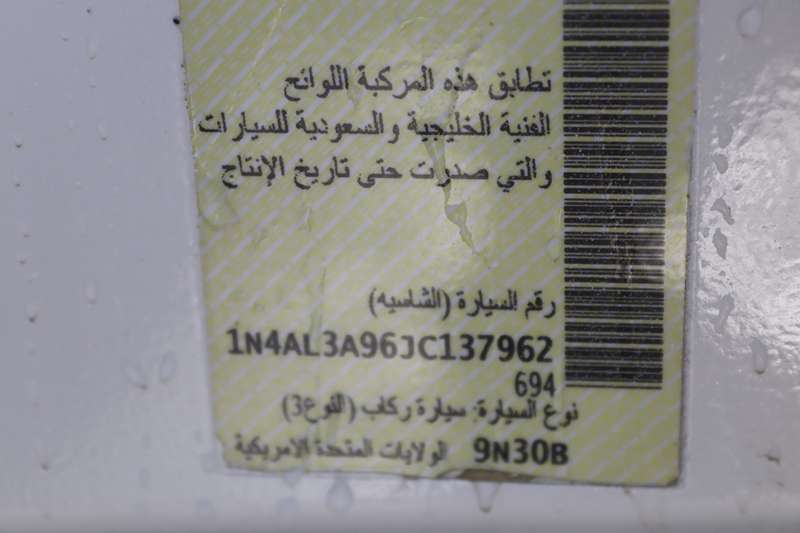 تطابق هذه المركبة اللوائح
الفنية الخليجية والسعودية للسيارات
والتي صدرت حتى تاريخ الإنتاج
رقم السيارة (الشاسيه)
1N4AL3A96JC137962
694
نوع السيارة: سيارة ركاب (النوع3)
الولايات المتحدة الامريكية 9N30B